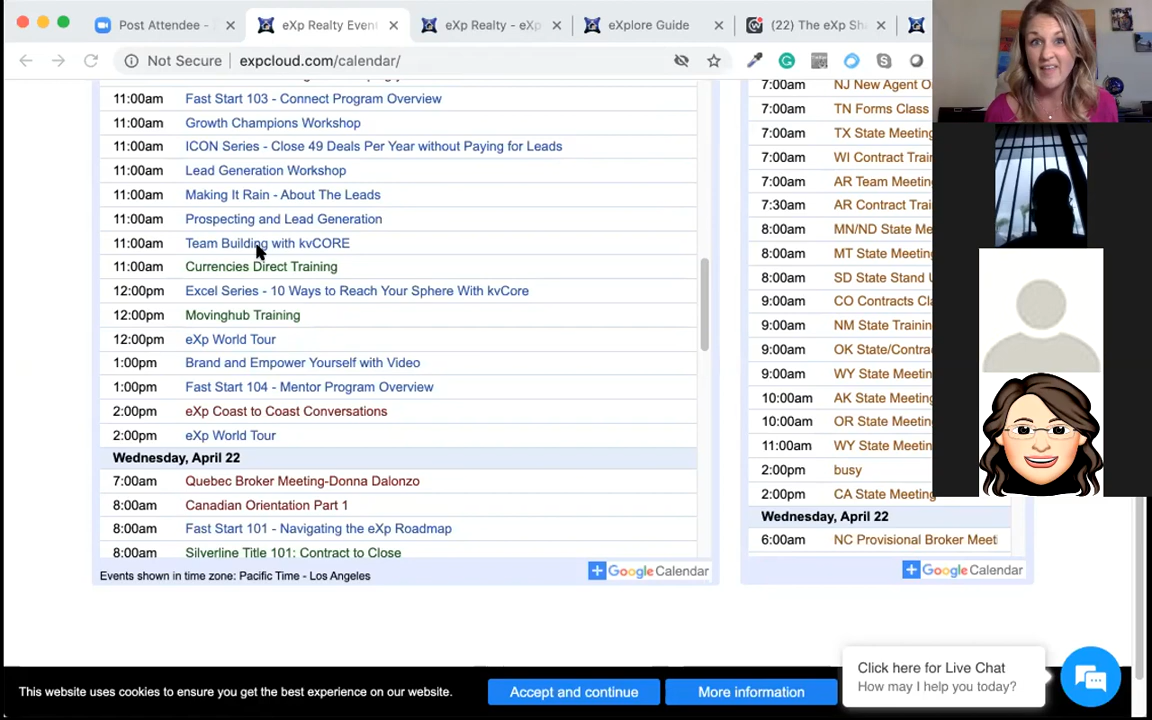 Post Attendee -
eXp Realty Even
eXp Realty - eXp
eXplore Guide
(22) The eXp Sh
Not Secure
expcloud.com/calendar/
11:00am Fast Start 103 - Connect Program Overview
11:00am Growth Champions Workshop
11:00am ICON Series - Close 49 Deals Per Year without Paying for Leads
11:00am Lead Generation Workshop
11:00am Making It Rain - About The Leads
11:00am Prospecting and Lead Generation
11:00am Team Building with kvCORE
11:00am Currencies Direct Training
12:00pm Excel Series - 10 Ways to Reach Your Sphere With kvCore
12:00pm Movinghub Training
12:00pm eXp World Tour
1:00pm Brand and Empower Yourself with Video
1:00pm Fast Start 104 - Mentor Program Overview
2:00pm eXp Coast to Coast Conversations
2:00pm eXp World Tour
Wednesday, April 22
7:00am Quebec Broker Meeting-Donna Dalonzo
8:00am Canadian Orientation Part 1
8:00am Fast Start 101 - Navigating the eXp Roadmap
8:00am Silverline Title 101: Contract to Close
Events shown in time zone: Pacific Time - Los Angeles
Google Calendar
7:00am NJ New Agent O
7:00am TN Forms Class
7:00am TX State Meeting
7:00am WI Contract Train
7:00am AR Team Meetin
7:30am AR Contract Trai
8:00am MN/ND State Me
8:00am MT State Meetin
8:00am SD State Stand U
9:00am CO Contracts Cla
9:00am NM State Training
9:00am OK State/Contrac
9:00am WY State Meetin
10:00am AK State Meeting
10:00am OR State Meetin
11:00am WY State Meetin
2:00pm busy
2:00pm CA State Meeting
Wednesday, April 22
6:00am NC Provisional Broker Meeti
Google Calendar
This website uses cookies to ensure you get the best experience on our website.
Accept and continue
More information
Click here for Live Chat
How may I help you today?